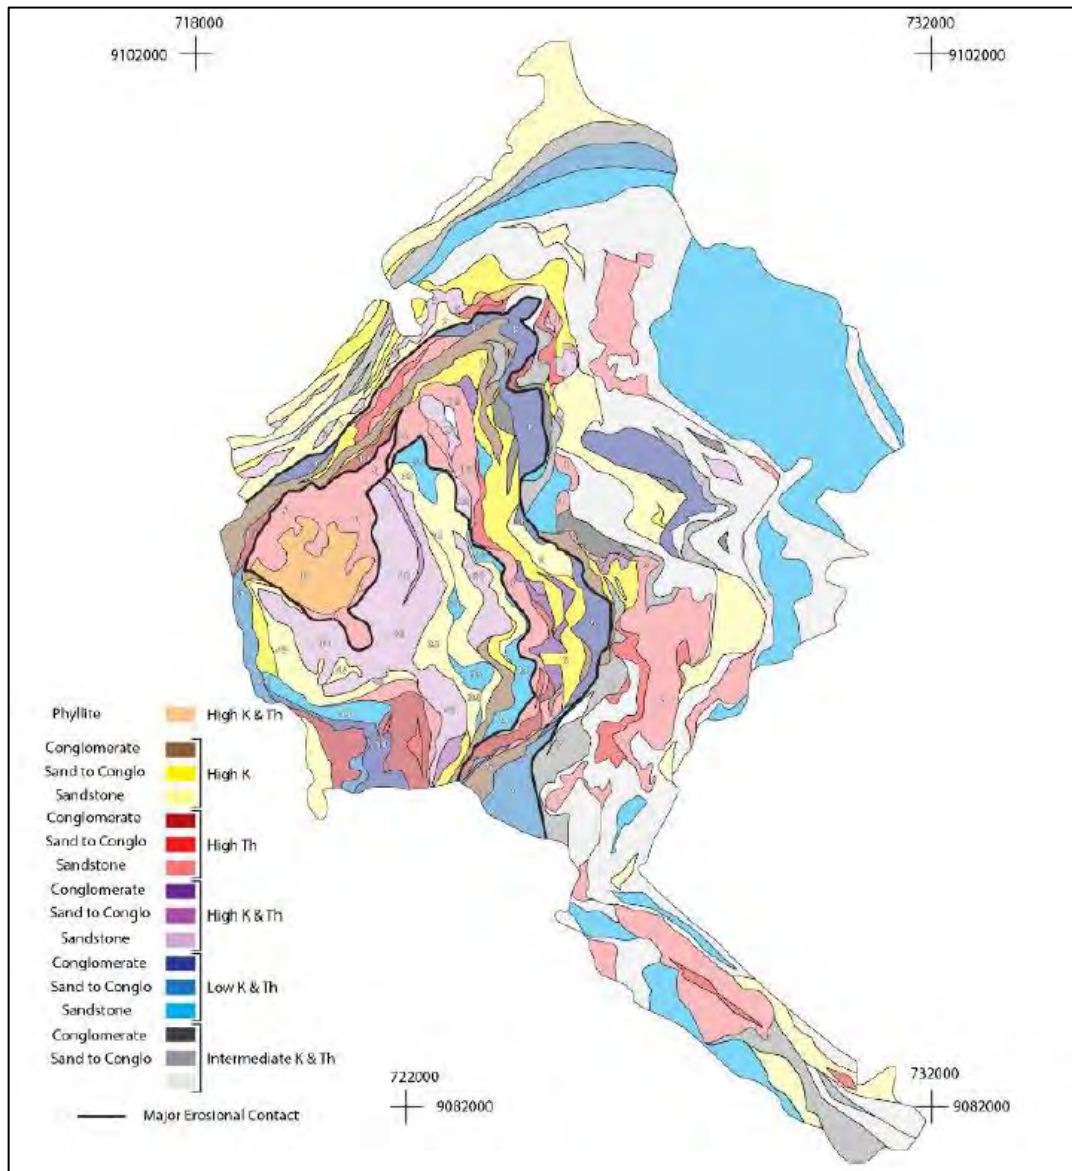 718000 732000
9102000 9102000
Phyllite High K & Th
Conglomerate
Sand to Conglo High K
Sandstone
Conglomerate
Sand to Conglo High Th
Sandstone
Conglomerate
Sand to Conglo High K & Th
Sandstone
Conglomerate
Sand to Conglo Low K & Th
Sandstone
Conglomerate
Sand to Conglo Intermediate K & Th
722000 732000
9082000 9082000
Major Erosional Contact